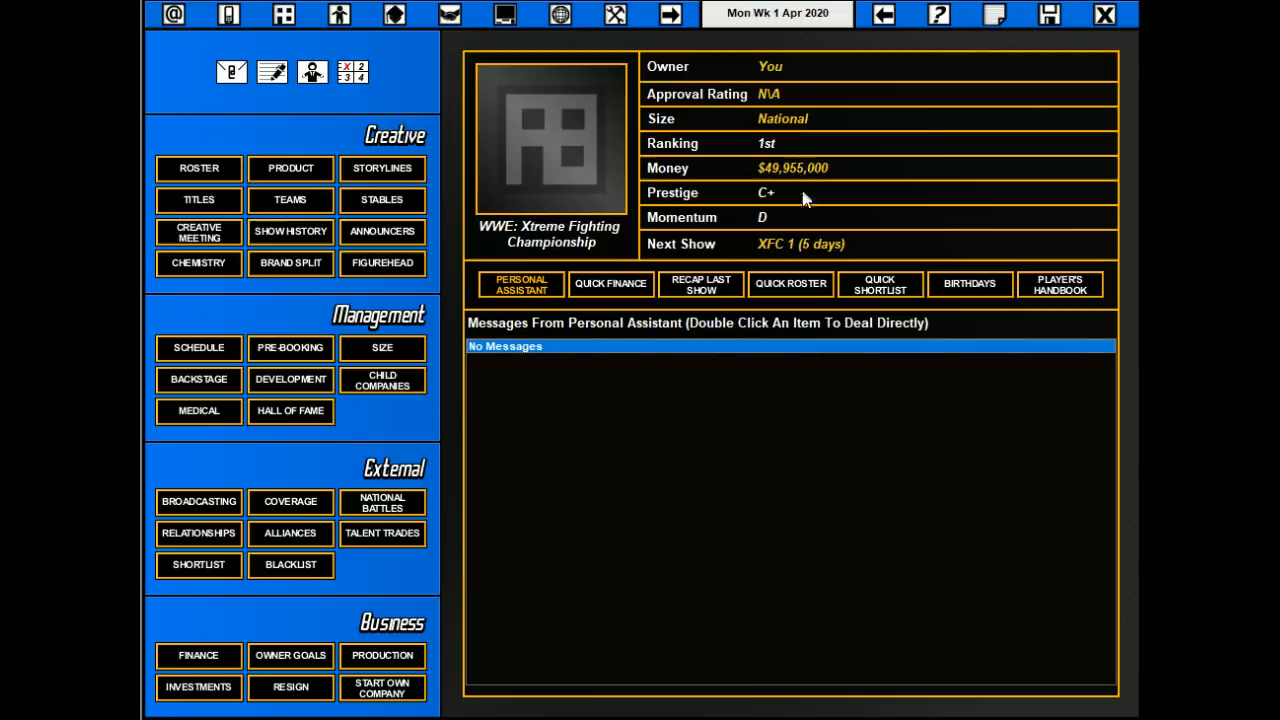 Mon Wk 1 Apr 2020
X 2
3 4
Creative
ROSTER
PRODUCT
STORYLINES
TITLES
TEAMS
STABLES
CREATIVE
MEETING
SHOW HISTORY
ANNOUNCERS
CHEMISTRY
BRAND SPLIT
FIGUREHEAD
Management
SCHEDULE
PRE-BOOKING
SIZE
BACKSTAGE
DEVELOPMENT
CHILD
COMPANIES
MEDICAL
HALL OF FAME
External
BROADCASTING
COVERAGE
NATIONAL
BATTLES
RELATIONSHIPS
ALLIANCES
TALENT TRADES
SHORTLIST
BLACKLIST
Business
FINANCE
OWNER GOALS
PRODUCTION
INVESTMENTS
RESIGN
START OWN
COMPANY
WWE: Xtreme Fighting
Championship
Owner You
Approval Rating N\A
Size National
Ranking 1st
Money $49,955,000
Prestige C+
Momentum D
Next Show XFC 1 (5 days)
PERSONAL
ASSISTANT
QUICK FINANCE
RECAP LAST
SHOW
QUICK ROSTER
QUICK
SHORTLIST
BIRTHDAYS
PLAYER'S
HANDBOOK
Messages From Personal Assistant (Double Click An Item To Deal Directly)
No Messages